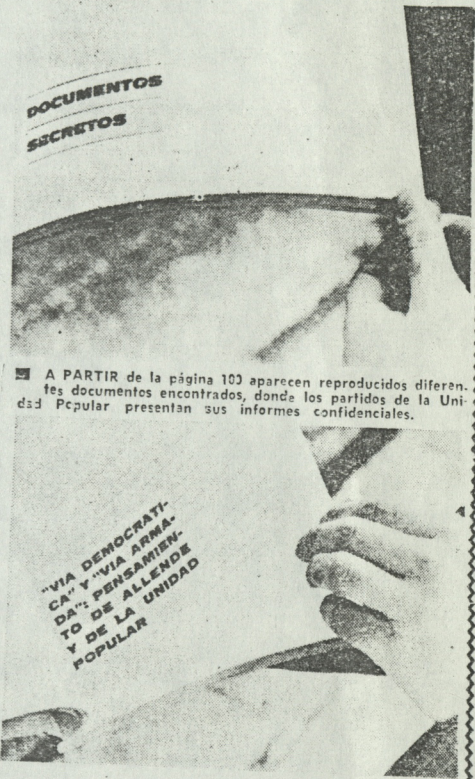 DOCUMENTOS
SECRETOS
A PARTIR de la página 100 aparecen reproducidos diferen-
tes documentos encontrados, donde los partidos de la Uni-
dad Popular presentan sus informes confidenciales.
"VIA DEMOCRATI-
CA" Y "VIA ARMA-
DA": PENSAMIEN-
TO DE ALLENDE
Y DE LA UNIDAD
POPULAR